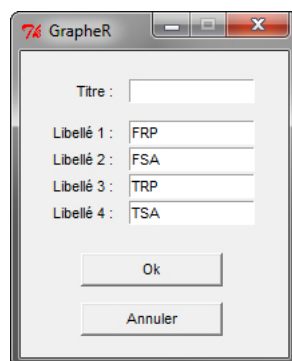 GrapheR
Titre :
Libellé 1 : FRP
Libellé 2 : FSA
Libellé 3 : TRP
Libellé 4 : TSA
Ok
Annuler